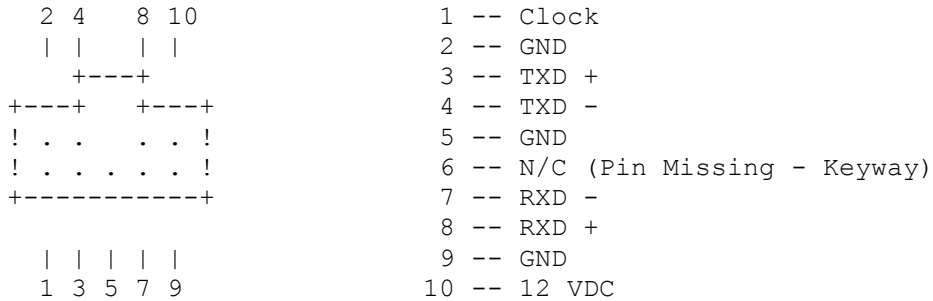 2 4   8 10                 1 -- Clock
  | |   | |                  2 -- GND
    +---+                    3 -- TXD +
+---+   +---+                4 -- TXD -
! . .   . . !                5 -- GND
! . . . . . !                6 -- N/C (Pin Missing - Keyway)
+-----------+                7 -- RXD -
                             8 -- RXD +
  | | | | |                  9 -- GND
  1 3 5 7 9                 10 -- 12 VDC